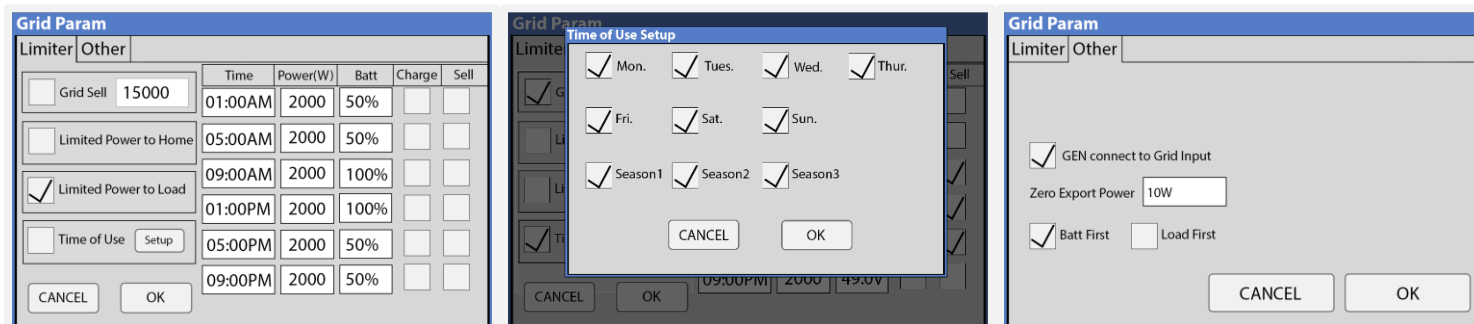 Grid Param
Limiter Other
Time Power(W) Batt Charge Sell
Grid Sell 15000
01:00AM 2000 50%
Limited Power to Home
05:00AM 2000 50%
09:00AM 2000 100%
Limited Power to Load
01:00PM 2000 100%
Time of Use Setup
05:00PM 2000 50%
09:00PM 2000 50%
CANCEL OK
Grid Param
Time of Use Setup
Limite
Sell
Mon. Tues. Wed. Thur.
G
Fri. Sat. Sun.
Li
Season1 Season2 Season3
Li
CANCEL OK
Ti
09:00PM 2000 49.0V
CANCEL OK
Grid Param
Limiter Other
GEN connect to Grid Input
Zero Export Power 10W
Batt First Load First
CANCEL OK